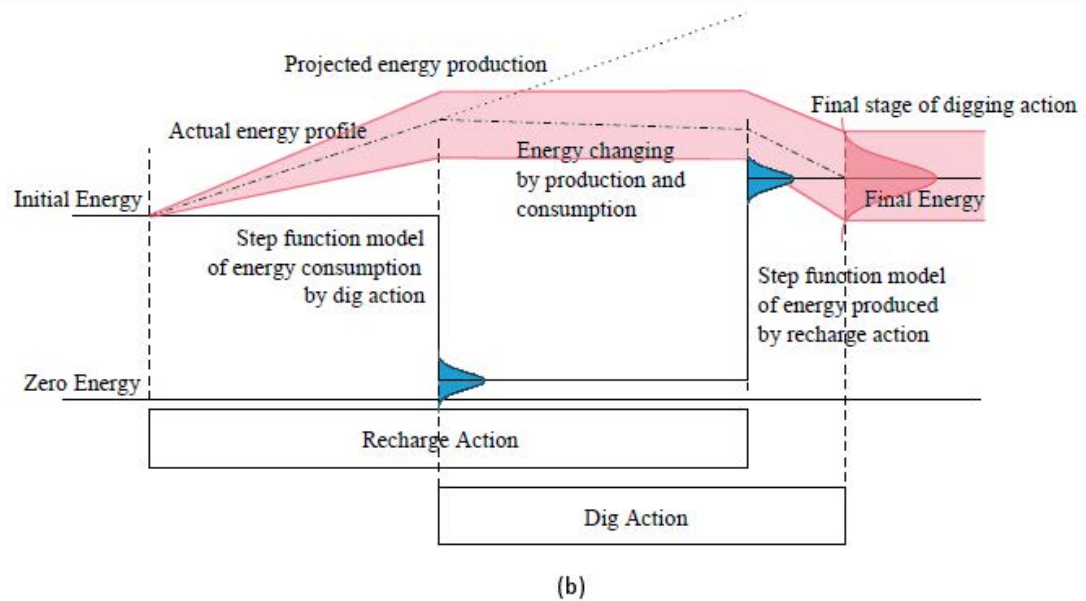 Projected energy production
Final stage of digging action
Actual energy profile
Energy changing
by production and
consumption
Initial Energy
Final Energy
Step function model
of energy consumption
by dig action
Step function model
of energy produced
by recharge action
Zero Energy
Recharge Action
Dig Action
(b)